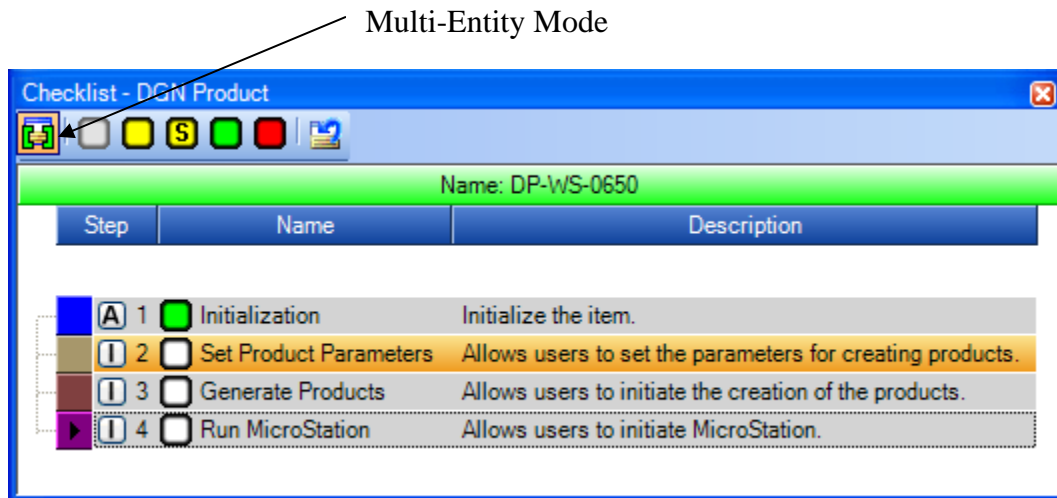 Multi-Entity Mode
Checklist - DGN Product
S
Name: DP-WS-0650
Step Name Description
A 1 Initialization Initialize the item.
I 2 Set Product Parameters Allows users to set the parameters for creating products.
I 3 Generate Products Allows users to initiate the creation of the products.
I 4 Run MicroStation Allows users to initiate MicroStation.